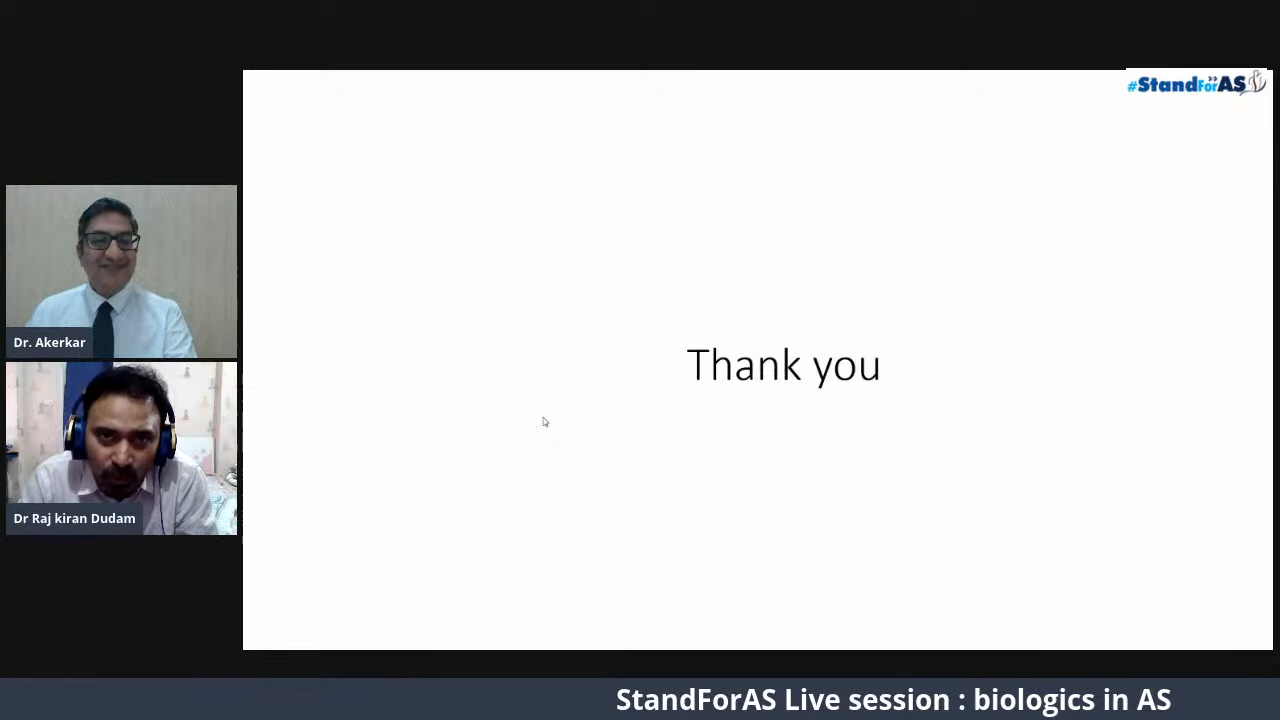 #StandForAS
Dr. Akerkar
Dr Raj kiran Dudam
Thank you
StandForAS Live session : biologics in AS